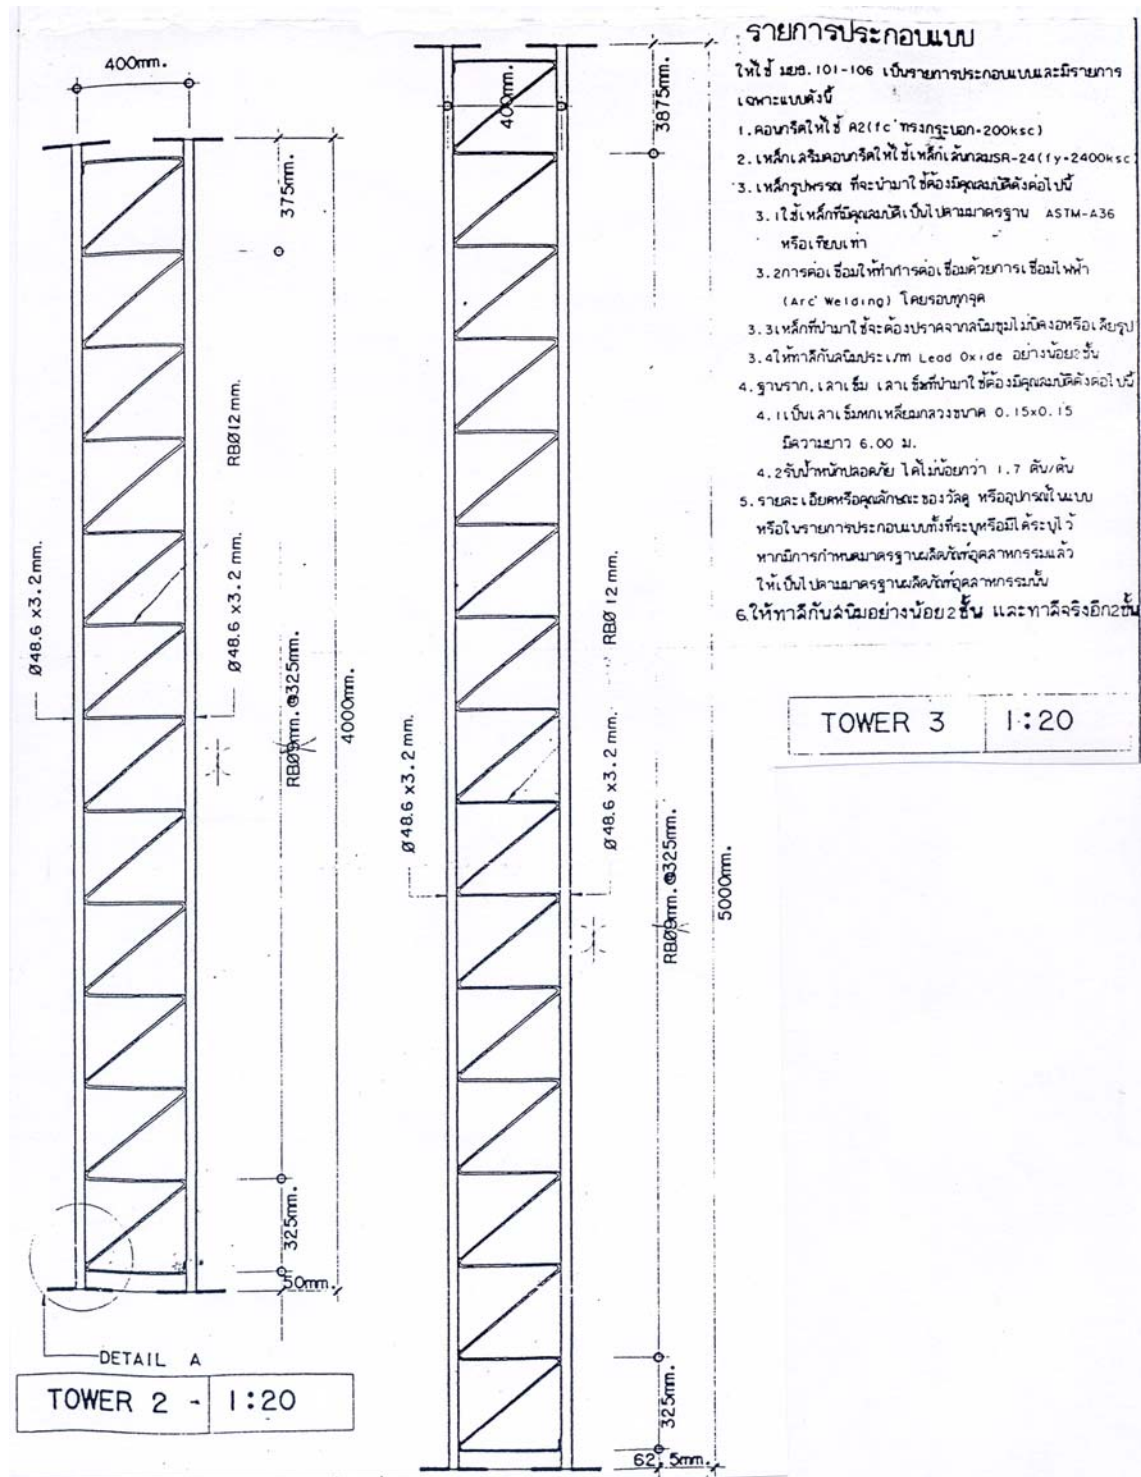 400mm.
375mm.
RBØ12mm.
Ø48.6 x3.2mm.
Ø48.6 x3.2mm.
RBØ9mm.@325mm.
4000mm.
325mm.
50mm.
DETAIL A
TOWER 2 - 1:20
400mm.
3875mm.
RBØ12mm.
Ø48.6 x3.2mm.
Ø48.6 x3.2mm.
RBØ9mm.@325mm.
5000mm.
325mm.
62.5mm.
รายการประกอบแบบ
ให้ใช้ มยธ. 101-106 เป็นรายการประกอบแบบและมีรายการ
เฉพาะแบบดังนี้
1. คอนกรีตให้ใช้ ค2(fc' ทรงกระบอก-200ksc)
2. เหล็กเสริมคอนกรีตให้ใช้เหล็กเส้นกลมSR-24(fy-2400ksc
3. เหล็กรูปพรรณ ที่จะนำมาใช้ต้องมีคุณสมบัติดังต่อไปนี้
3.1ใช้เหล็กที่มีคุณสมบัติเป็นไปตามมาตรฐาน ASTM-A36
หรือเทียบเท่า
3.2การต่อเชื่อมให้ทำการต่อเชื่อมด้วยการเชื่อมไฟฟ้า
(Arc Welding) โดยรอบทุกจุด
3.3เหล็กที่นำมาใช้จะต้องปราศจากสนิมขุมไม่บิดงอหรือเสียรูป
3.4ให้ทาสีกันสนิมประเภท Lead Oxide อย่างน้อย2ชั้น
4. ฐานราก, เสาเข็ม เสาเข็มที่นำมาใช้ต้องมีคุณสมบัติดังต่อไปนี้
4.1เป็นเสาเข็มหกเหลี่ยมกลวงขนาด 0.15x0.15
มีความยาว 6.00 ม.
4.2รับน้ำหนักปลอดภัย ได้ไม่น้อยกว่า 1.7 ตัน/ต้น
5. รายละเอียดหรือคุณลักษณะของวัสดุ หรืออุปกรณ์ในแบบ
หรือในรายการประกอบแบบทั้งที่ระบุหรือมิได้ระบุไว้
หากมีการกำหนดมาตรฐานผลิตภัณฑ์อุตสาหกรรมแล้ว
ให้เป็นไปตามมาตรฐานผลิตภัณฑ์อุตสาหกรรมนั้น
6.ให้ทาสีกันสนิมอย่างน้อย2ชั้น และทาสีจริงอีก2ชั้น
TOWER 3 1:20